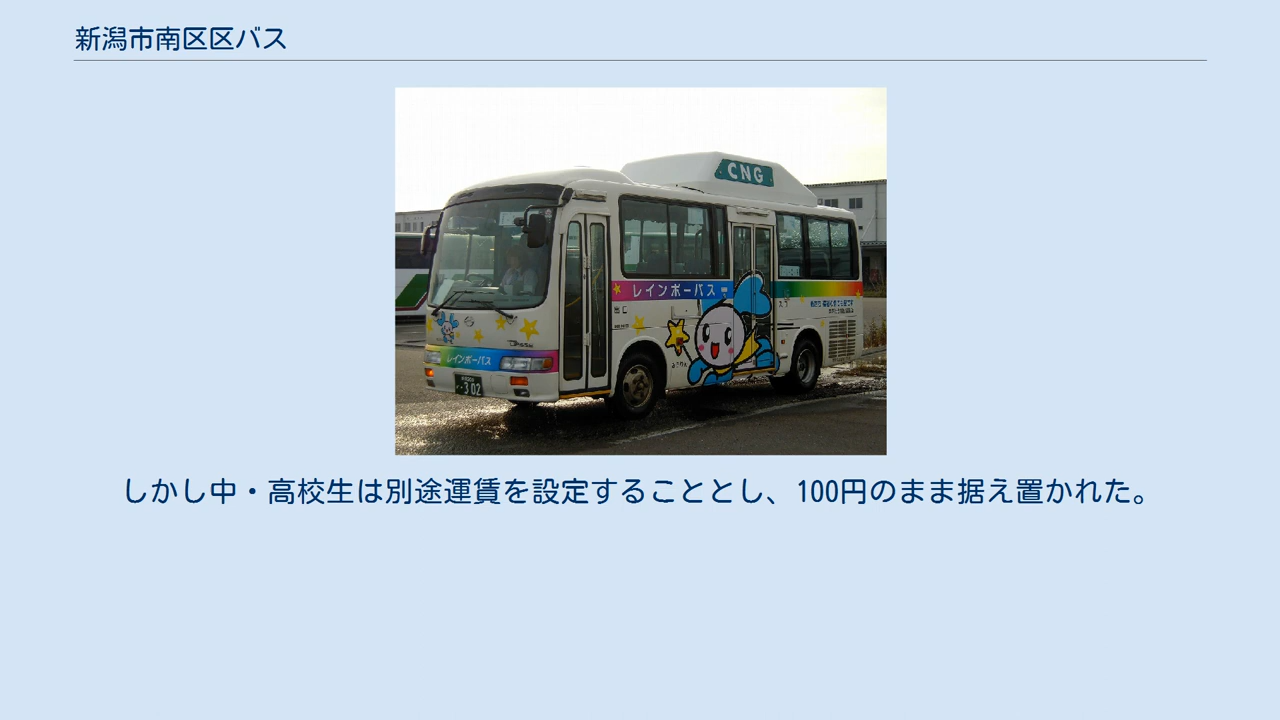 新潟市南区区バス
CNG
レインボーバス
レインボーバス
・302
しかし中・高校生は別途運賃を設定することとし、100円のまま据え置かれた。